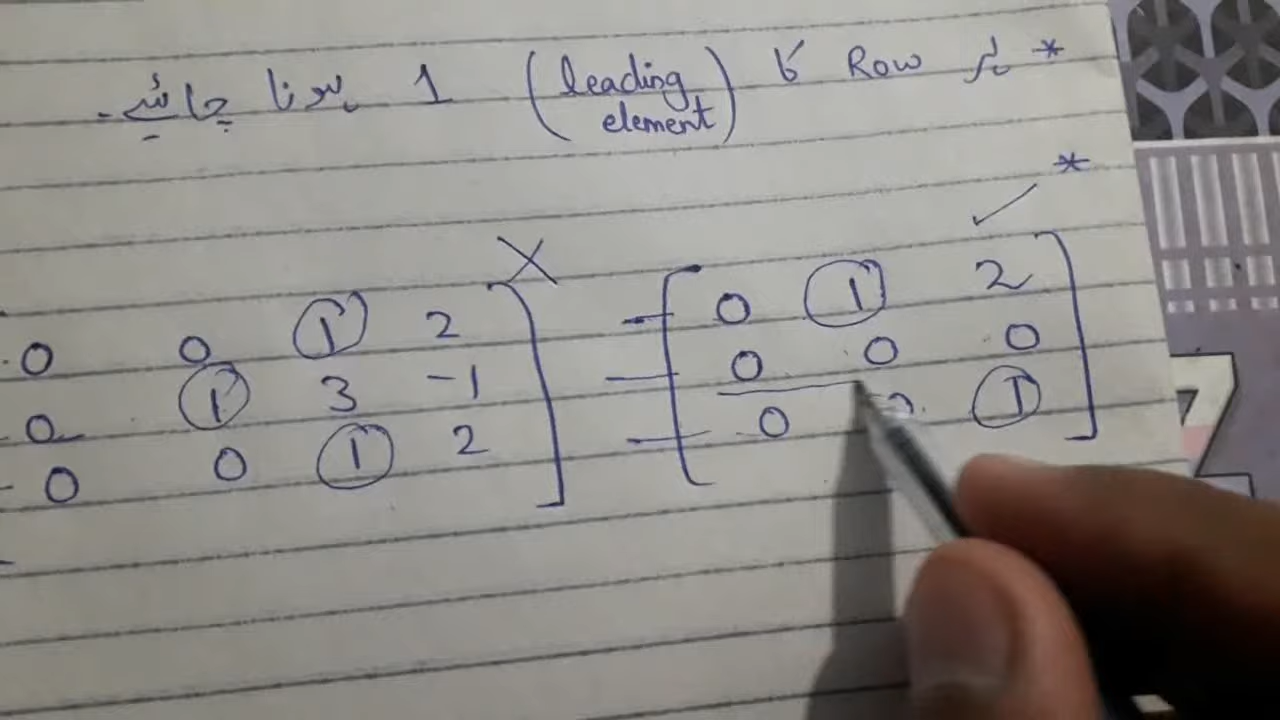 * ہر Row کا (leading element) 1 ہونا چاہئے۔
*
0 0 1 2
0 1 3 -1
0 0 1 2
0 1 2
0 0 0
0 0 1